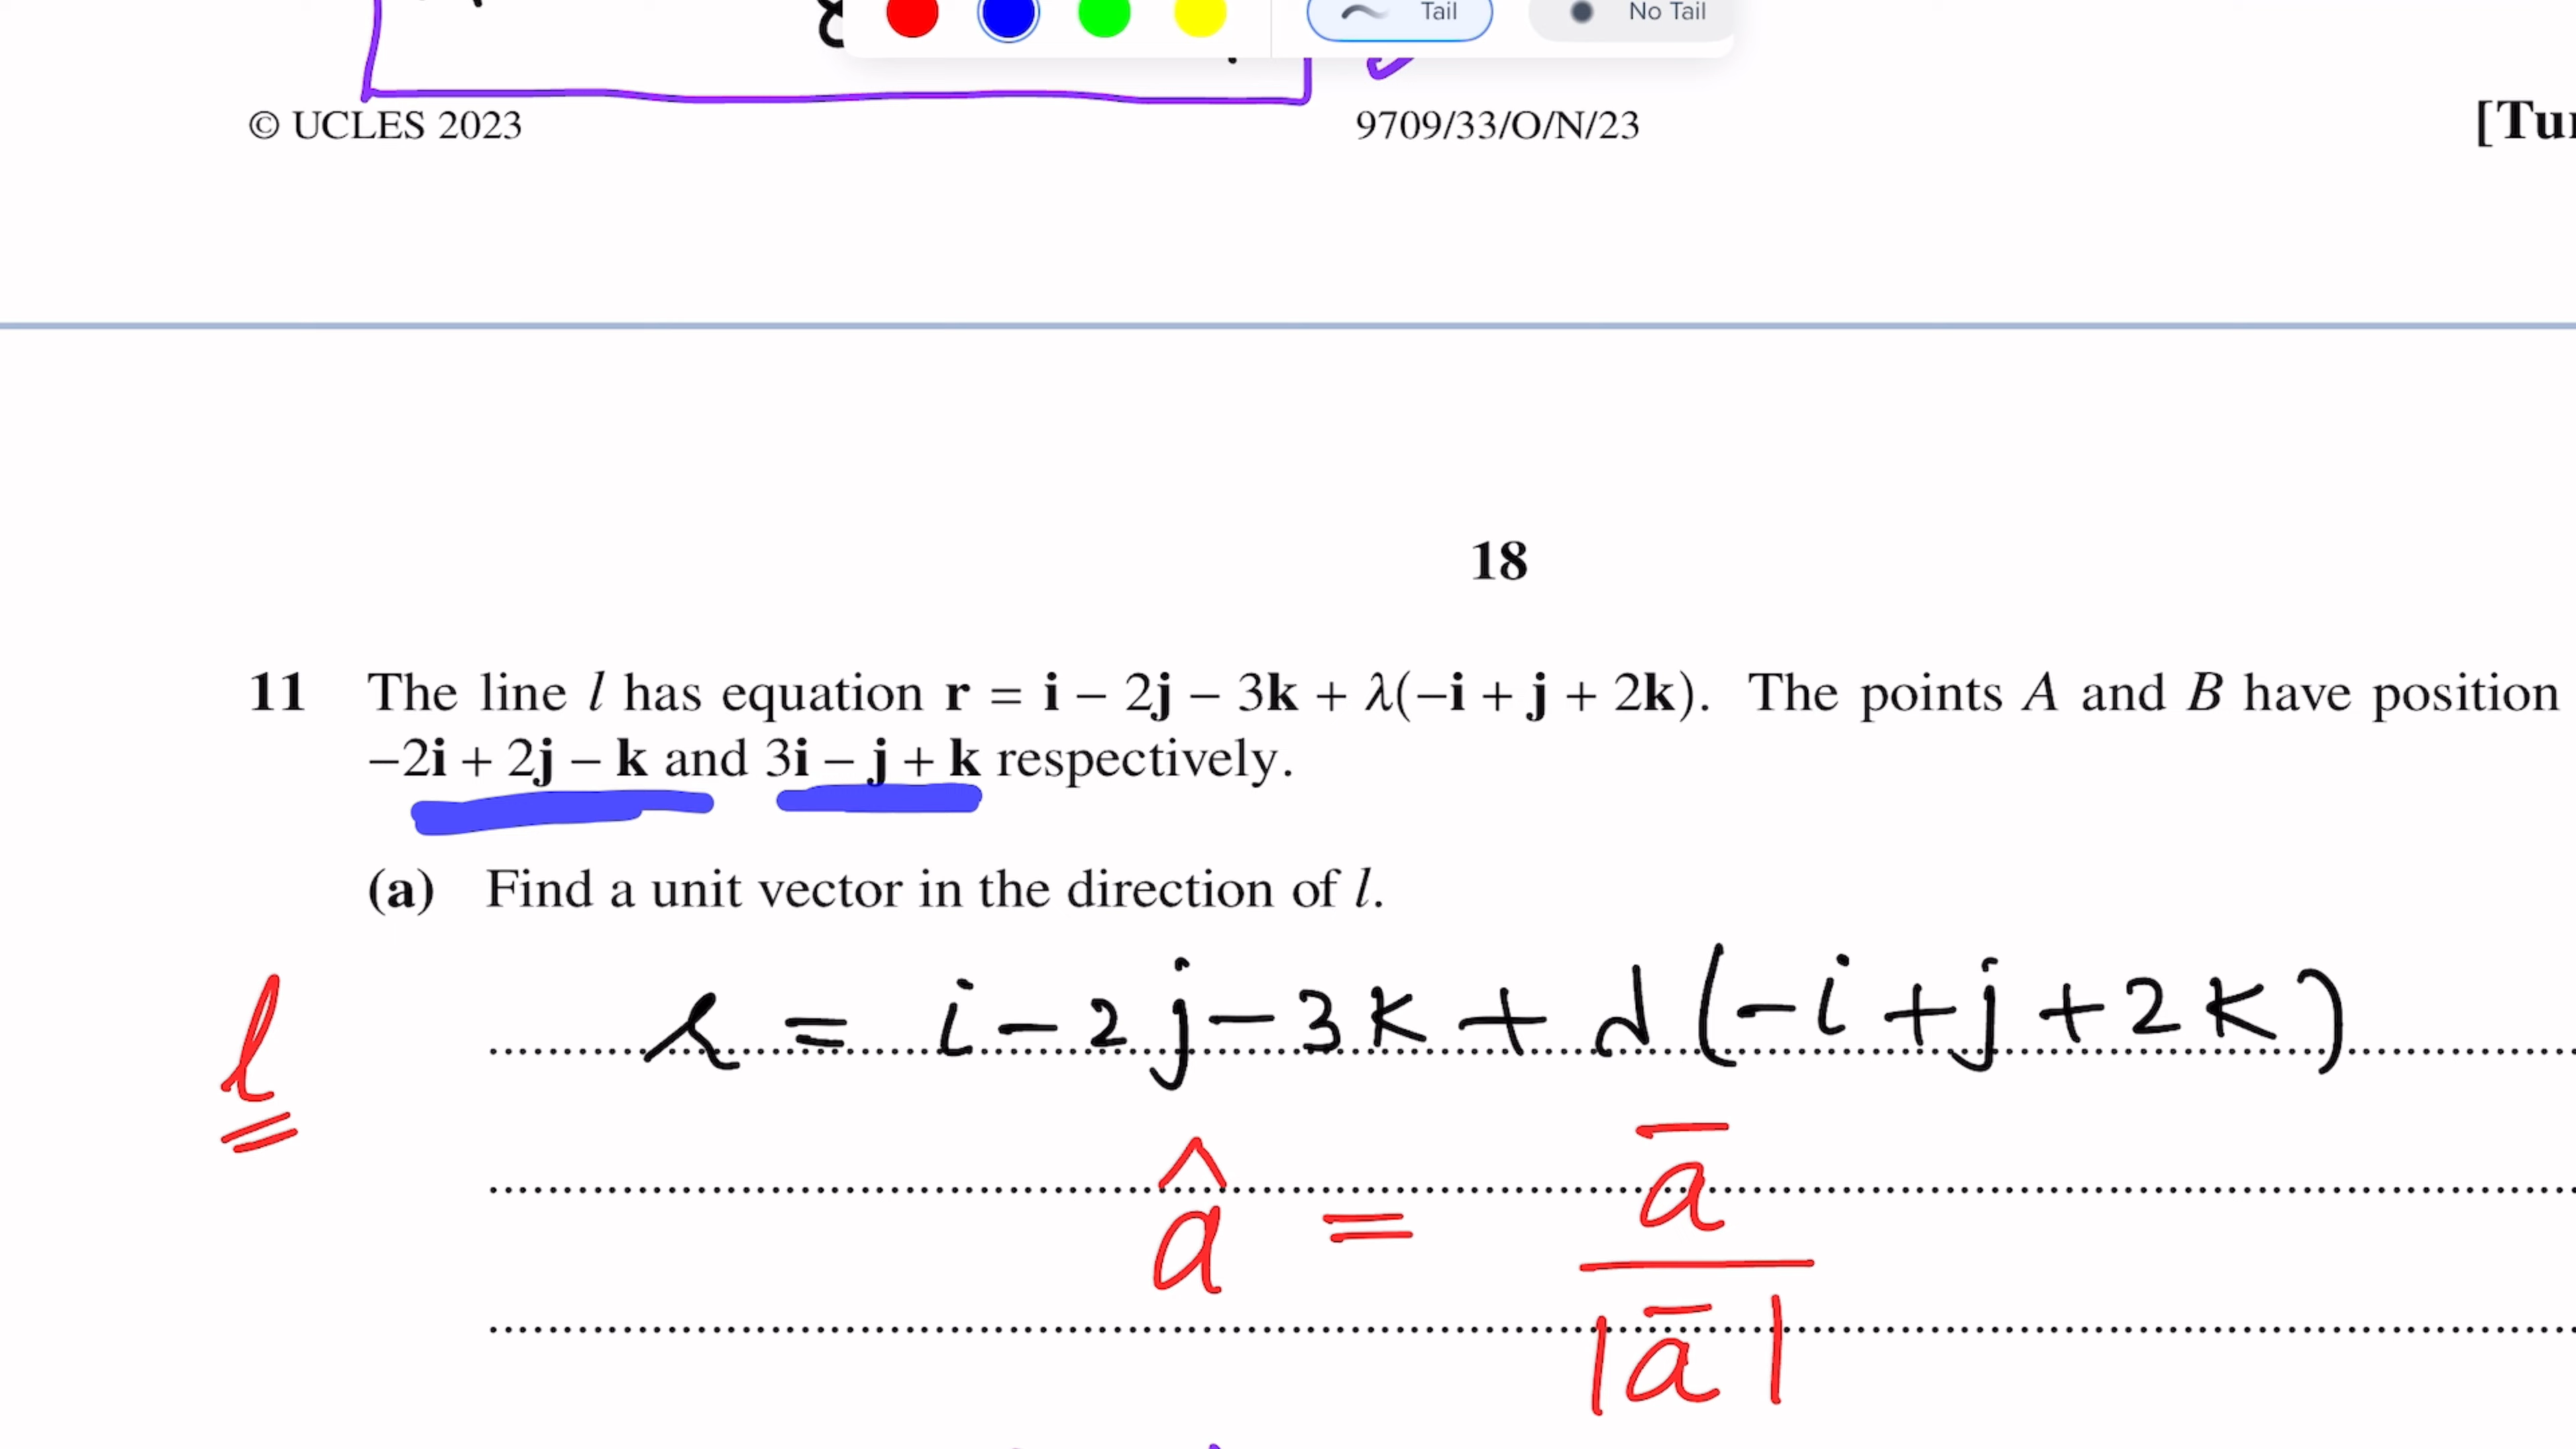 Tail No Tail
© UCLES 2023 9709/33/O/N/23 [Tu
18
11 The line l has equation r = i − 2j − 3k + λ(−i + j + 2k). The points A and B have position
−2i + 2j − k and 3i − j + k respectively.
(a) Find a unit vector in the direction of l.
l r = i − 2j − 3k + λ(−i + j + 2k)
â = a̅ / |a̅|